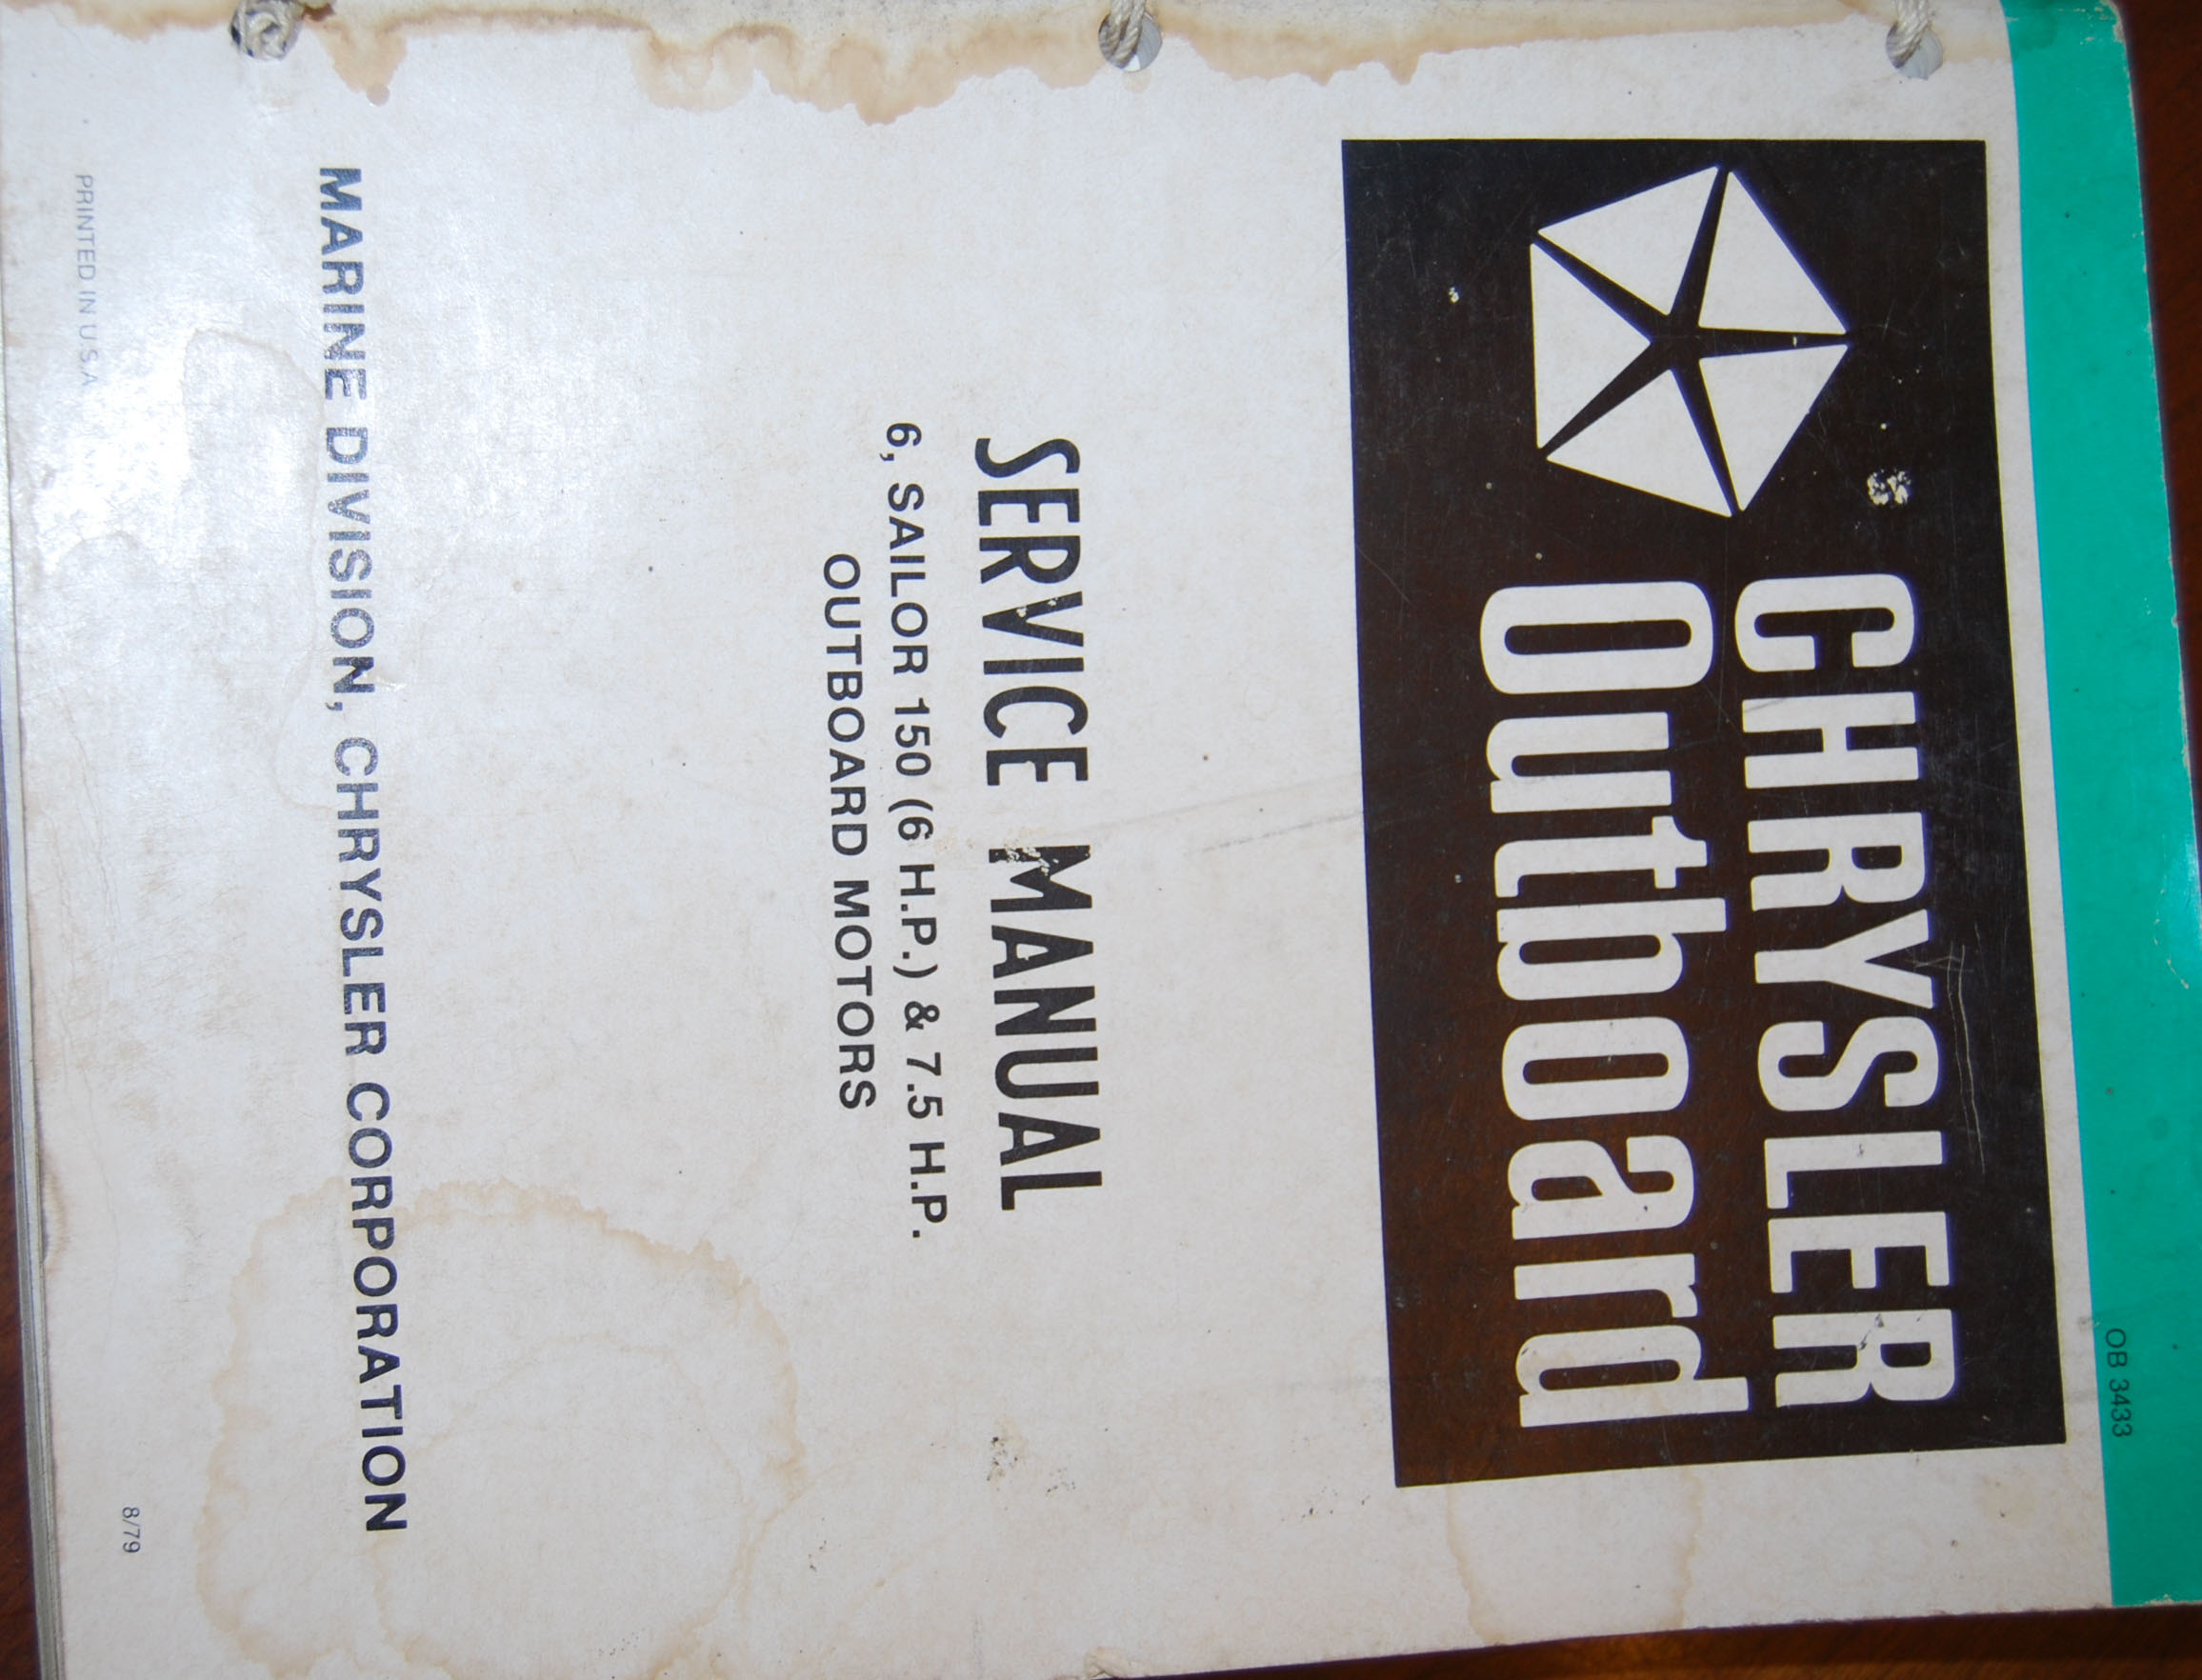 OB 3433
CHRYSLER
Outboard
SERVICE MANUAL
6, SAILOR 150 (6 H.P.) & 7.5 H.P.
OUTBOARD MOTORS
MARINE DIVISION, CHRYSLER CORPORATION
PRINTED IN U.S.A.
8/79